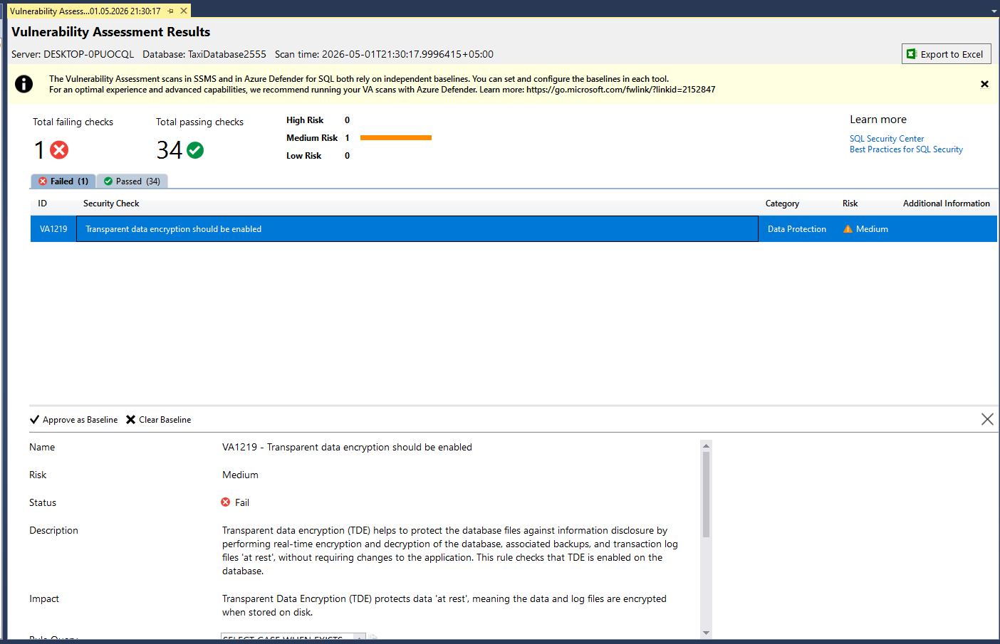 Vulnerability Assess...01.05.2026 21:30:17
Vulnerability Assessment Results
Server: DESKTOP-0PUOCQL Database: TaxiDatabase2555 Scan time: 2026-05-01T21:30:17.9996415+05:00
Export to Excel
The Vulnerability Assessment scans in SSMS and in Azure Defender for SQL both rely on independent baselines. You can set and configure the baselines in each tool.
For an optimal experience and advanced capabilities, we recommend running your VA scans with Azure Defender. Learn more: https://go.microsoft.com/fwlink/?linkid=2152847
Total failing checks
1
Total passing checks
34
High Risk 0
Medium Risk 1
Low Risk 0
Learn more
SQL Security Center
Best Practices for SQL Security
Failed (1) Passed (34)
ID Security Check Category Risk Additional Information
VA1219 Transparent data encryption should be enabled Data Protection Medium
Approve as Baseline Clear Baseline
Name VA1219 - Transparent data encryption should be enabled
Risk Medium
Status Fail
Description Transparent data encryption (TDE) helps to protect the database files against information disclosure by
performing real-time encryption and decryption of the database, associated backups, and transaction log
files 'at rest', without requiring changes to the application. This rule checks that TDE is enabled on the
database.
Impact Transparent Data Encryption (TDE) protects data 'at rest', meaning the data and log files are encrypted
when stored on disk.
Rule Query SELECT CASE WHEN EXISTS